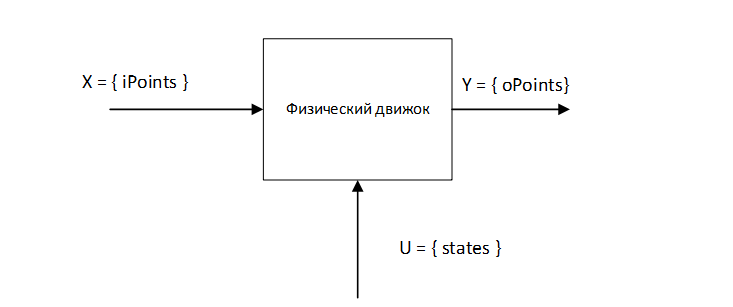 X = { iPoints }
Y = { oPoints}
Физический движок
U = { states }